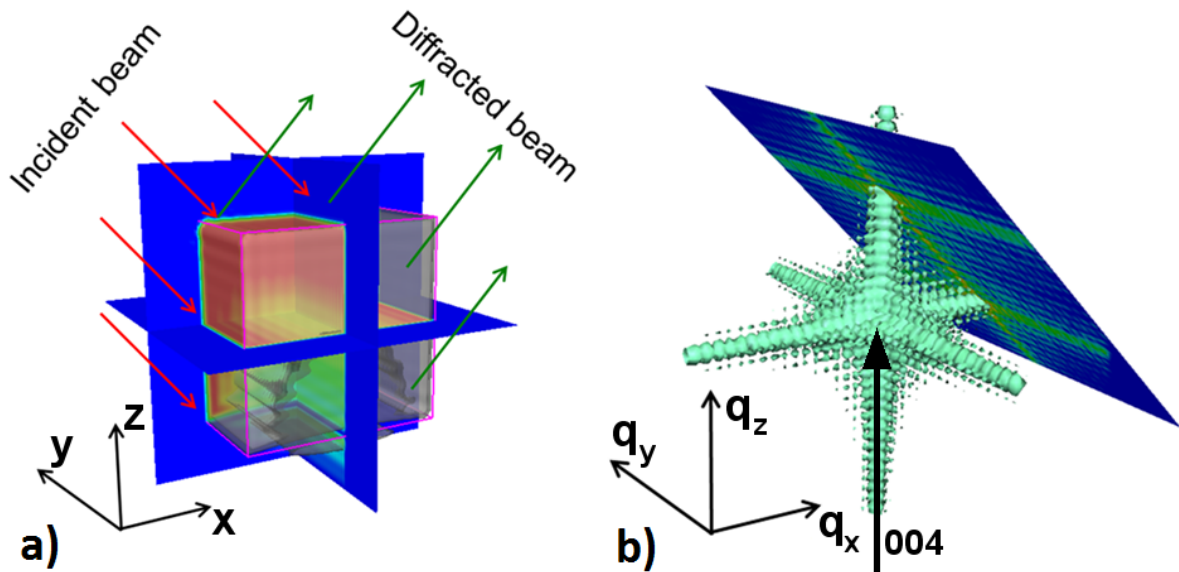 Incident beam
Diffracted beam
z
y
x
a)
qz
qy
qx
004
b)